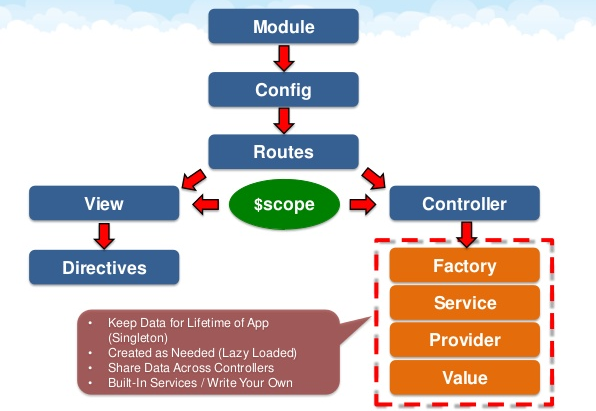 Module
Config
Routes
View
$scope
Controller
Directives
Factory
Service
Provider
Value
• Keep Data for Lifetime of App
(Singleton)
• Created as Needed (Lazy Loaded)
• Share Data Across Controllers
• Built-In Services / Write Your Own